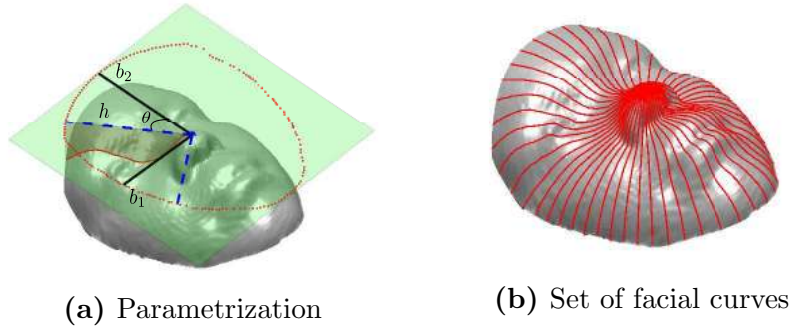 b₂
h
θ
b₁
(a) Parametrization
(b) Set of facial curves